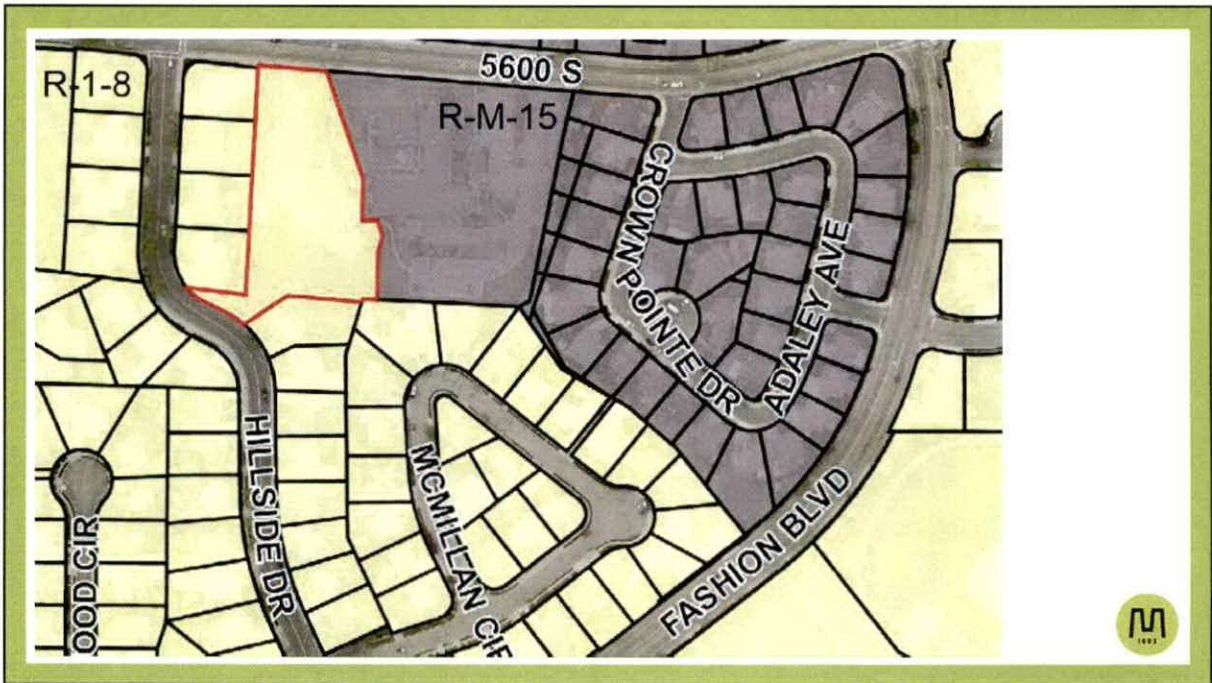 5600 S
R-1-8
R-M-15
CROWN POINTE DR
ADALEY AVE
HILLSIDE DR
MCMILLAN CIR
OOD CIR
FASHION BLVD
M